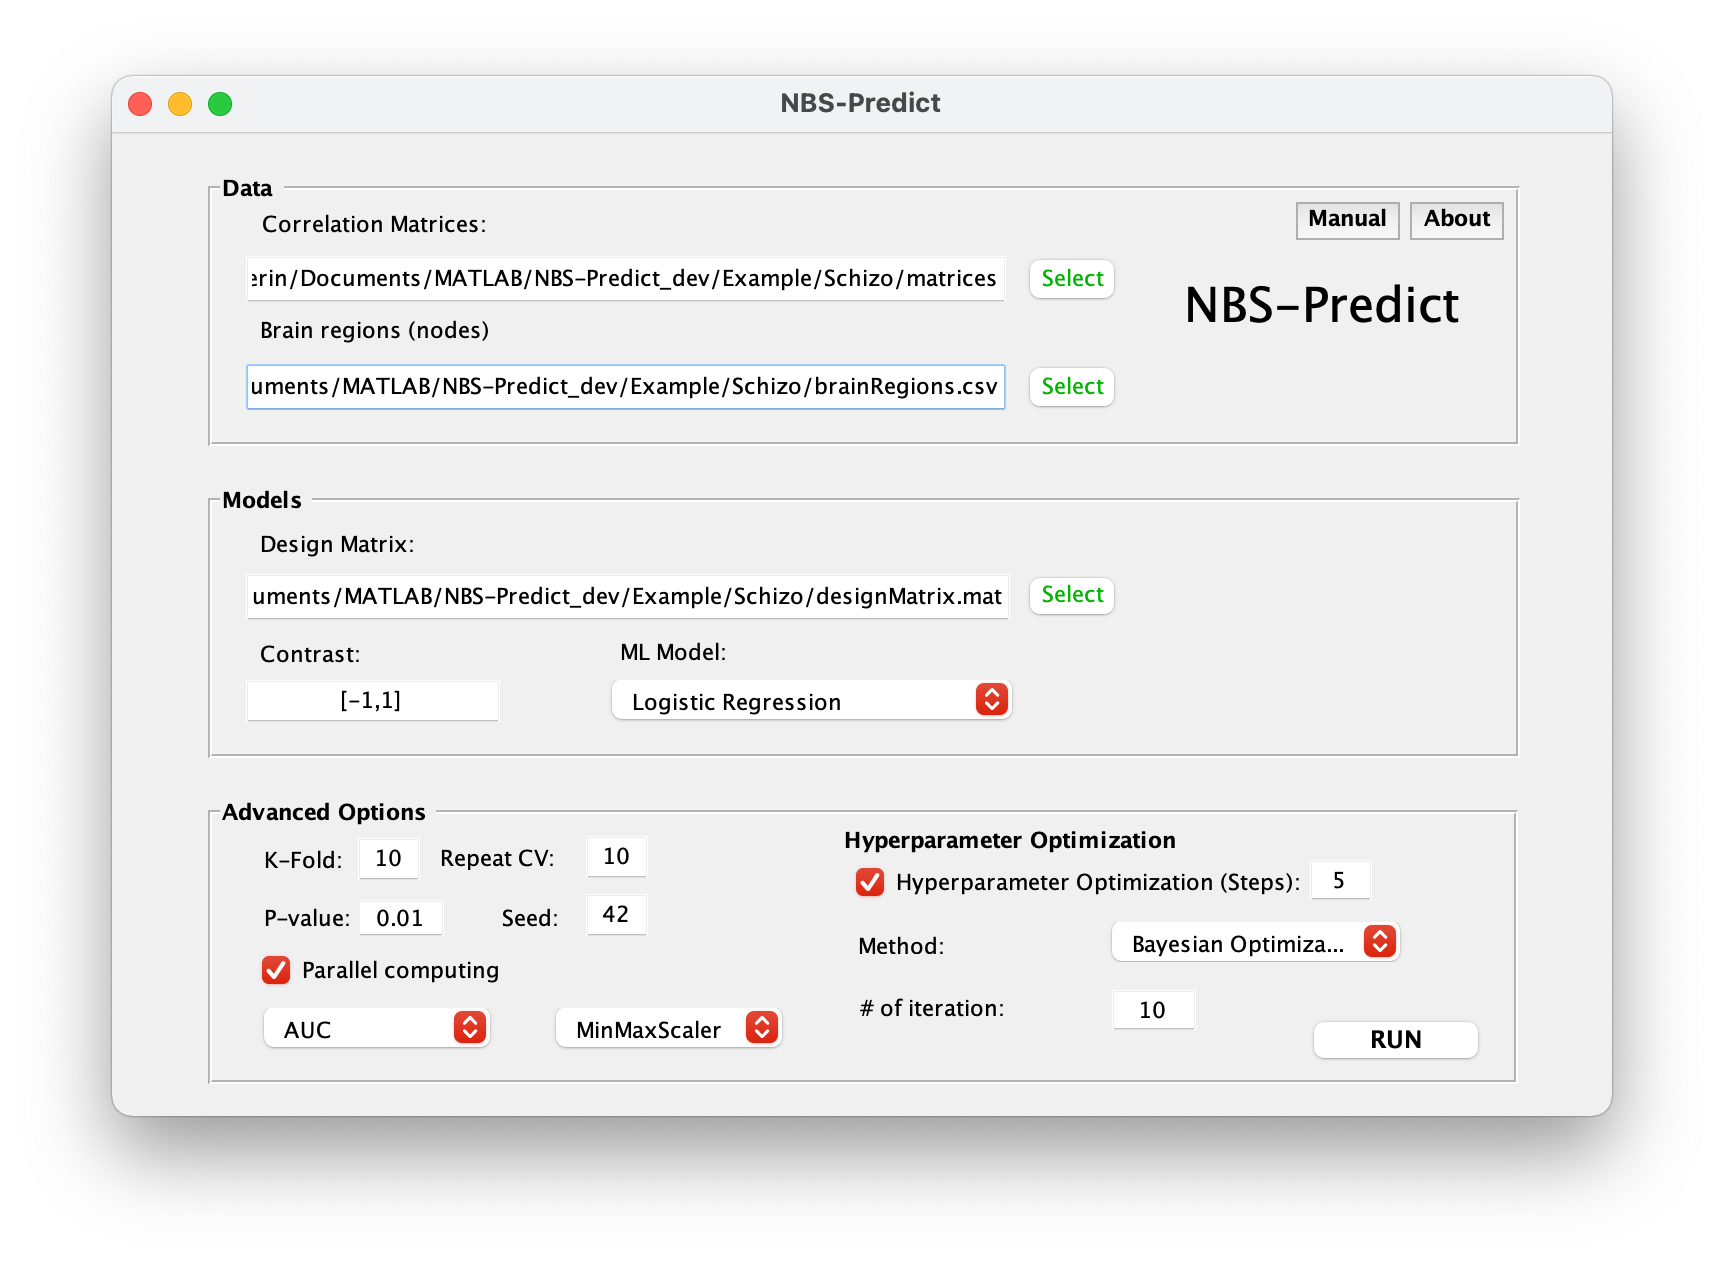 NBS-Predict
Data
Correlation Matrices:
Manual
About
erin/Documents/MATLAB/NBS-Predict_dev/Example/Schizo/matrices
Select
NBS-Predict
Brain regions (nodes)
uments/MATLAB/NBS-Predict_dev/Example/Schizo/brainRegions.csv
Select
Models
Design Matrix:
uments/MATLAB/NBS-Predict_dev/Example/Schizo/designMatrix.mat
Select
Contrast:
ML Model:
[-1,1]
Logistic Regression
Advanced Options
K-Fold: 10 Repeat CV: 10
P-value: 0.01 Seed: 42
Parallel computing
AUC
MinMaxScaler
Hyperparameter Optimization
Hyperparameter Optimization (Steps): 5
Method: Bayesian Optimiza...
# of iteration: 10
RUN